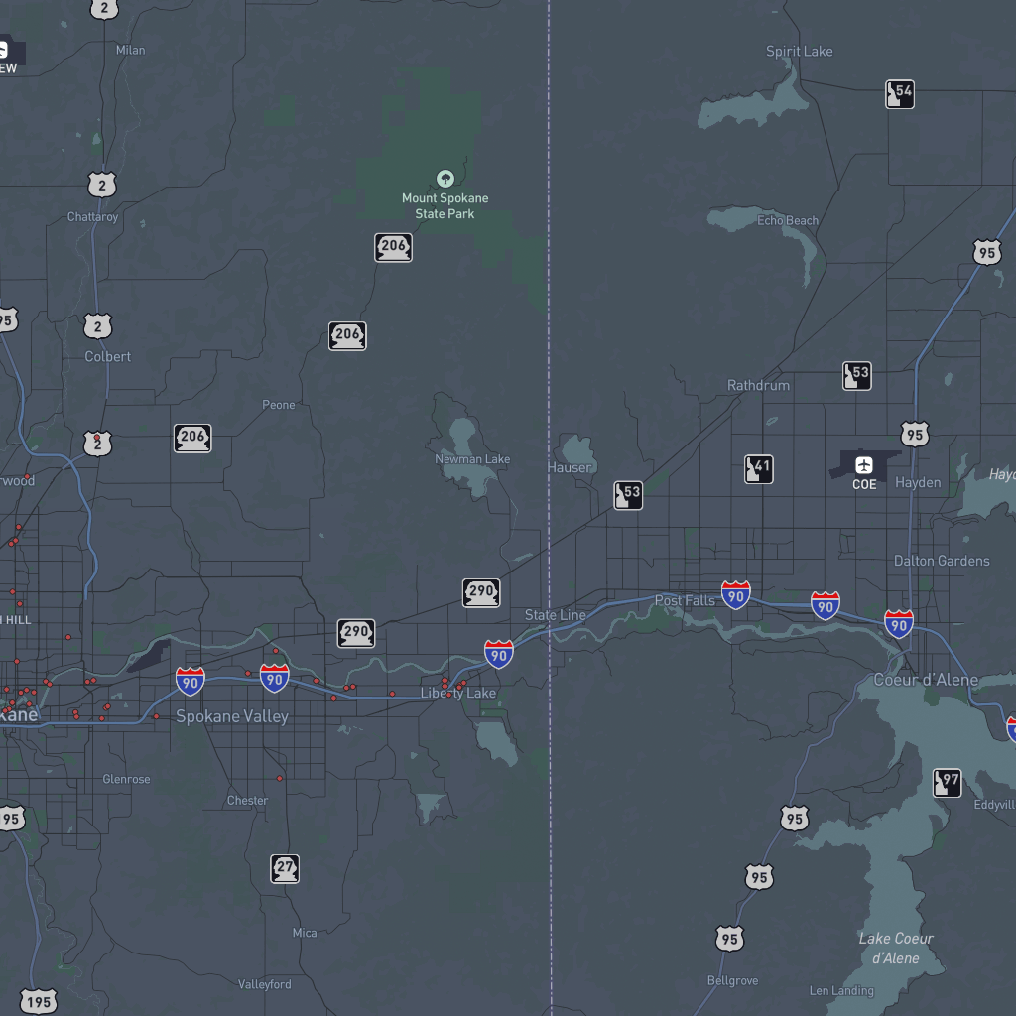 2
Milan
Spirit Lake
EW
54
2
Mount Spokane
State Park
Chattaroy
Echo Beach
206
95
95
2
206
Colbert
53
Rathdrum
Peone
206
2
95
Newman Lake
Hauser
41
COE
Hayden
Hayd
rwood
53
Dalton Gardens
290
90
Post Falls
90
State Line
HILL
290
90
90
90
90
Liberty Lake
Coeur d'Alene
kane
Spokane Valley
Glenrose
97
Chester
Eddyvill
195
95
27
95
Mica
95
Lake Coeur
d'Alene
Bellgrove
Valleyford
Len Landing
195